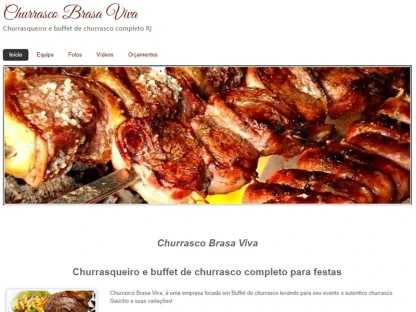 Churrasco Brasa Viva
Churrasqueiro e buffet de churrasco completo RJ
Início Equipe Fotos Vídeos Orçamentos
Churrasco Brasa Viva
Churrasqueiro e buffet de churrasco completo para festas
Churrasco Brasa Viva, é uma empresa focada em Buffet de churrasco levando para seu evento o autentico churrasco
Gaúcho e suas variações!